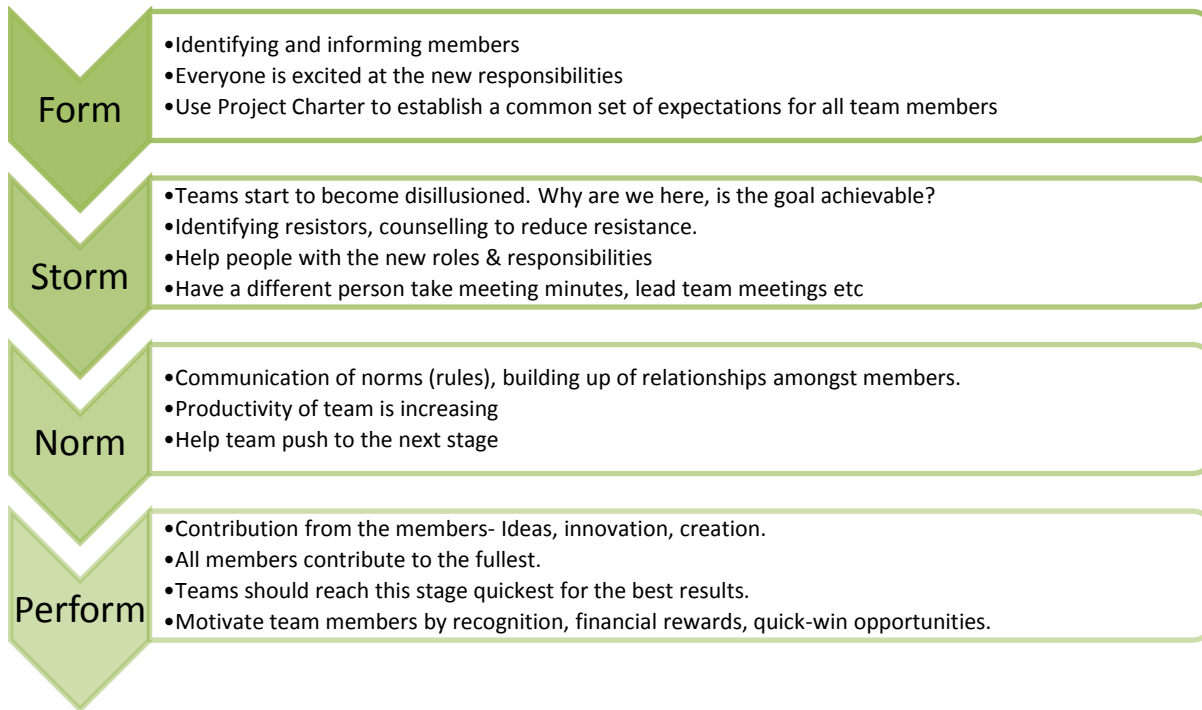 Form
•Identifying and informing members
•Everyone is excited at the new responsibilities
•Use Project Charter to establish a common set of expectations for all team members
Storm
•Teams start to become disillusioned. Why are we here, is the goal achievable?
•Identifying resistors, counselling to reduce resistance.
•Help people with the new roles & responsibilities
•Have a different person take meeting minutes, lead team meetings etc
Norm
•Communication of norms (rules), building up of relationships amongst members.
•Productivity of team is increasing
•Help team push to the next stage
Perform
•Contribution from the members- Ideas, innovation, creation.
•All members contribute to the fullest.
•Teams should reach this stage quickest for the best results.
•Motivate team members by recognition, financial rewards, quick-win opportunities.